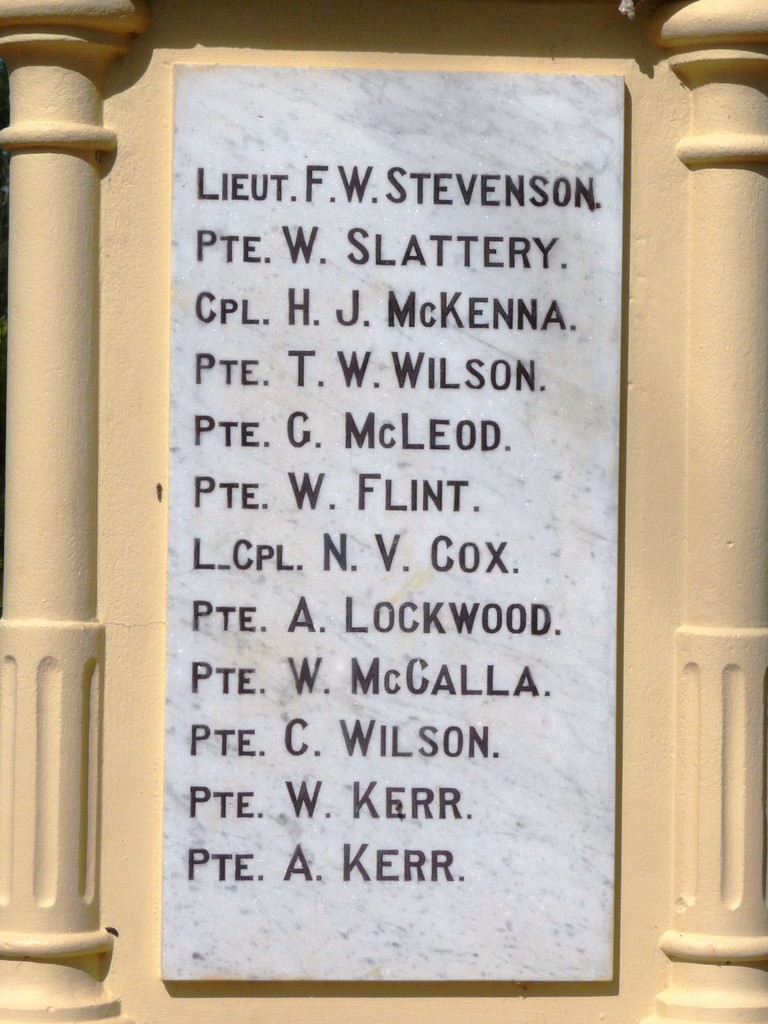 LIEUT. F. W. STEVENSON.
PTE. W. SLATTERY.
CPL. H. J. McKENNA.
PTE. T. W. WILSON.
PTE. G. McLEOD.
PTE. W. FLINT.
L_CPL. N. V. COX.
PTE. A. LOCKWOOD.
PTE. W. McCALLA.
PTE. C. WILSON.
PTE. W. KERR.
PTE. A. KERR.